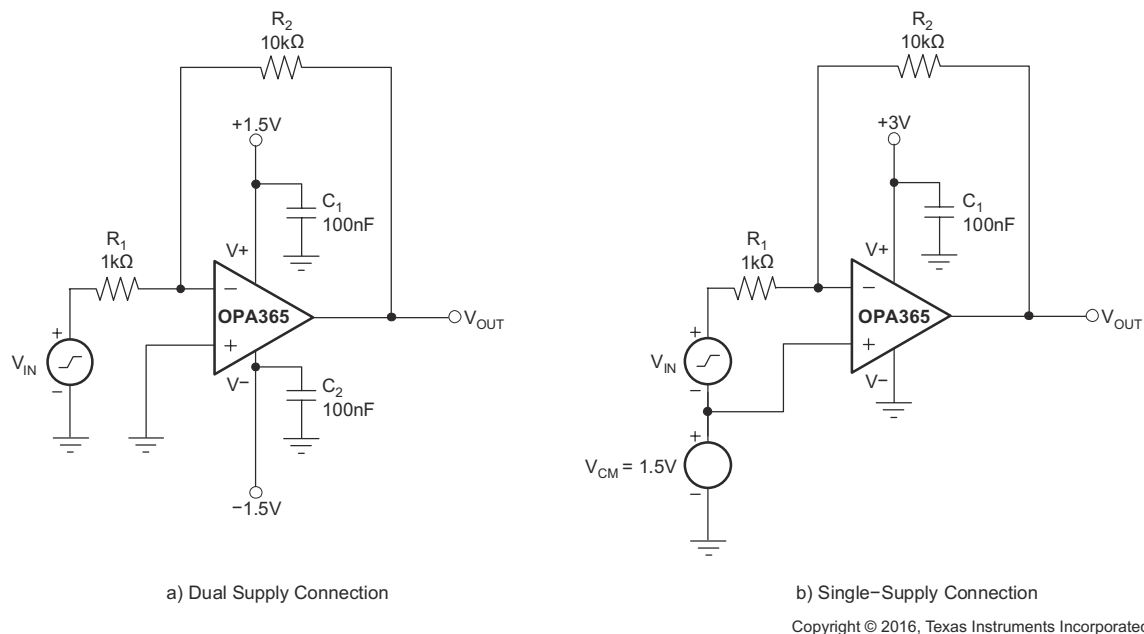 R2
10kΩ
+1.5V
C1
100nF
R1
1kΩ
V+
−
OPA365
+
VOUT
+
VIN
−
V−
C2
100nF
−1.5V
a) Dual Supply Connection
R2
10kΩ
+3V
C1
100nF
R1
1kΩ
V+
−
OPA365
+
VOUT
+
VIN
−
V−
+
VCM = 1.5V
−
b) Single−Supply Connection
Copyright © 2016, Texas Instruments Incorporated